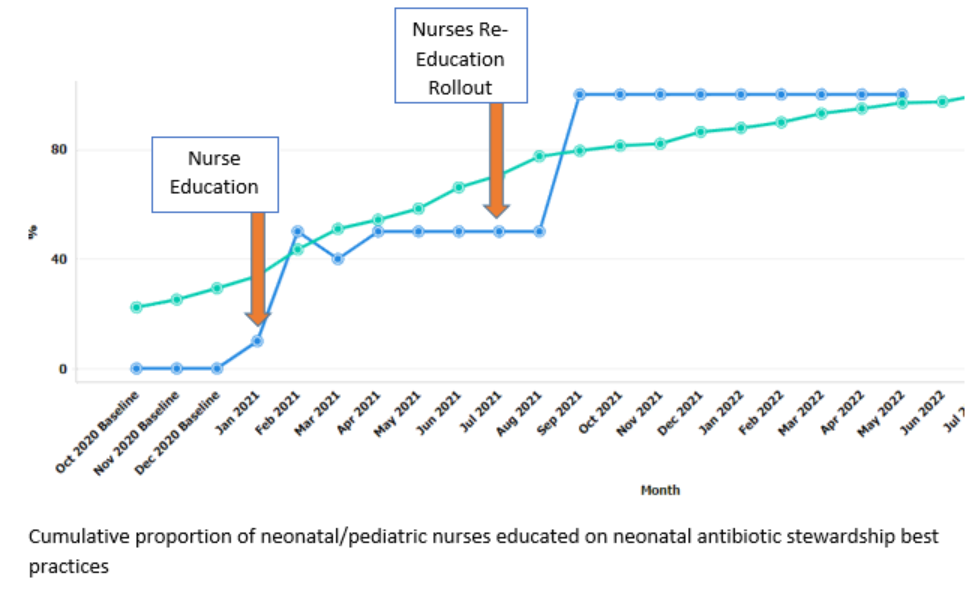 Nurses Re-
Education
Rollout
Nurse
Education
80
40
0
%
Oct 2020 Baseline
Nov 2020 Baseline
Dec 2020 Baseline
Jan 2021
Feb 2021
Mar 2021
Apr 2021
May 2021
Jun 2021
Jul 2021
Aug 2021
Sep 2021
Oct 2021
Nov 2021
Dec 2021
Jan 2022
Feb 2022
Mar 2022
Apr 2022
May 2022
Jun 2022
Jul 2
Month
Cumulative proportion of neonatal/pediatric nurses educated on neonatal antibiotic stewardship best
practices